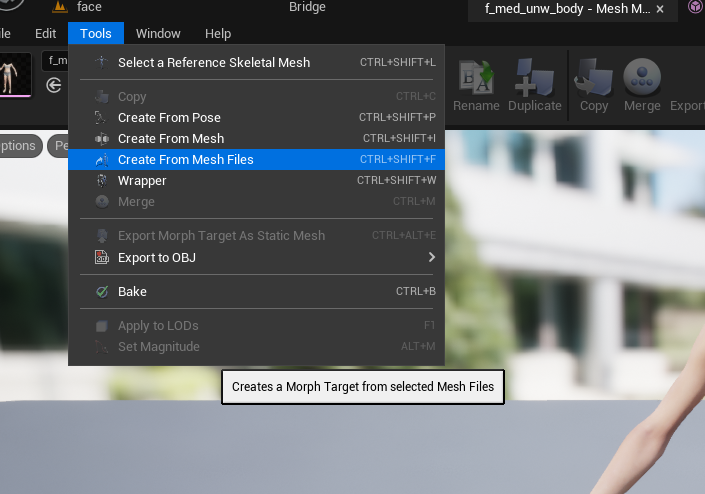 face
Bridge
f_med_unw_body - Mesh M...
Edit
Tools
Window
Help
f_m
Select a Reference Skeletal Mesh CTRL+SHIFT+L
Copy CTRL+C
Create From Pose CTRL+SHIFT+P
Create From Mesh CTRL+SHIFT+I
Create From Mesh Files CTRL+SHIFT+F
Wrapper CTRL+SHIFT+W
Merge CTRL+M
Export Morph Target As Static Mesh CTRL+ALT+E
Export to OBJ
Bake CTRL+B
Apply to LODs F1
Set Magnitude ALT+M
Rename
Duplicate
Copy
Merge
Export
ptions
Pe
Creates a Morph Target from selected Mesh Files